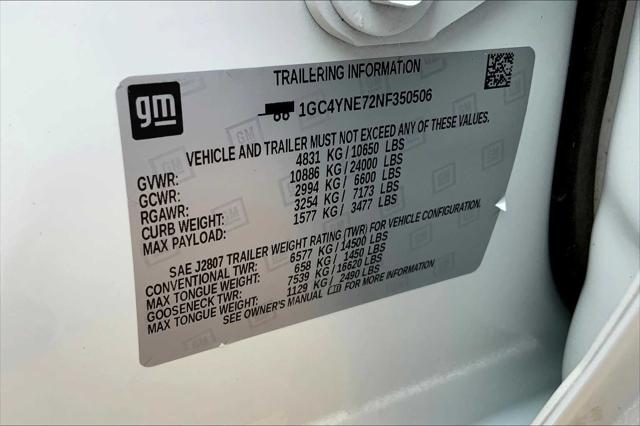 TRAILERING INFORMATION
gm
1GC4YNE72NF350506
VEHICLE AND TRAILER MUST NOT EXCEED ANY OF THESE VALUES.
GVWR: 4831 KG/10650 LBS
GCWR: 10886 KG/24000 LBS
RGAWR: 2994 KG/6600 LBS
CURB WEIGHT: 3254 KG/7173 LBS
MAX PAYLOAD: 1577 KG/3477 LBS
SAE J2807 TRAILER WEIGHT RATING (TWR) FOR VEHICLE CONFIGURATION.
CONVENTIONAL TWR: 6577 KG/14500 LBS
MAX TONGUE WEIGHT: 658 KG/1450 LBS
GOOSENECK TWR: 7539 KG/16620 LBS
MAX TONGUE WEIGHT: 1129 KG/2490 LBS
SEE OWNER'S MANUAL FOR MORE INFORMATION